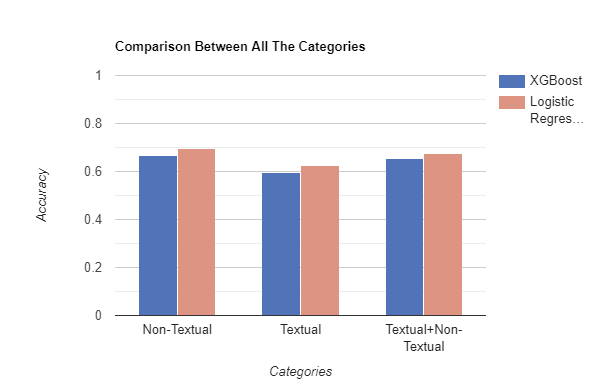 Comparison Between All The Categories
1
0.8
0.6
0.4
0.2
0
Accuracy
Non-Textual
Textual
Textual+Non-
Textual
Categories
XGBoost
Logistic
Regres…